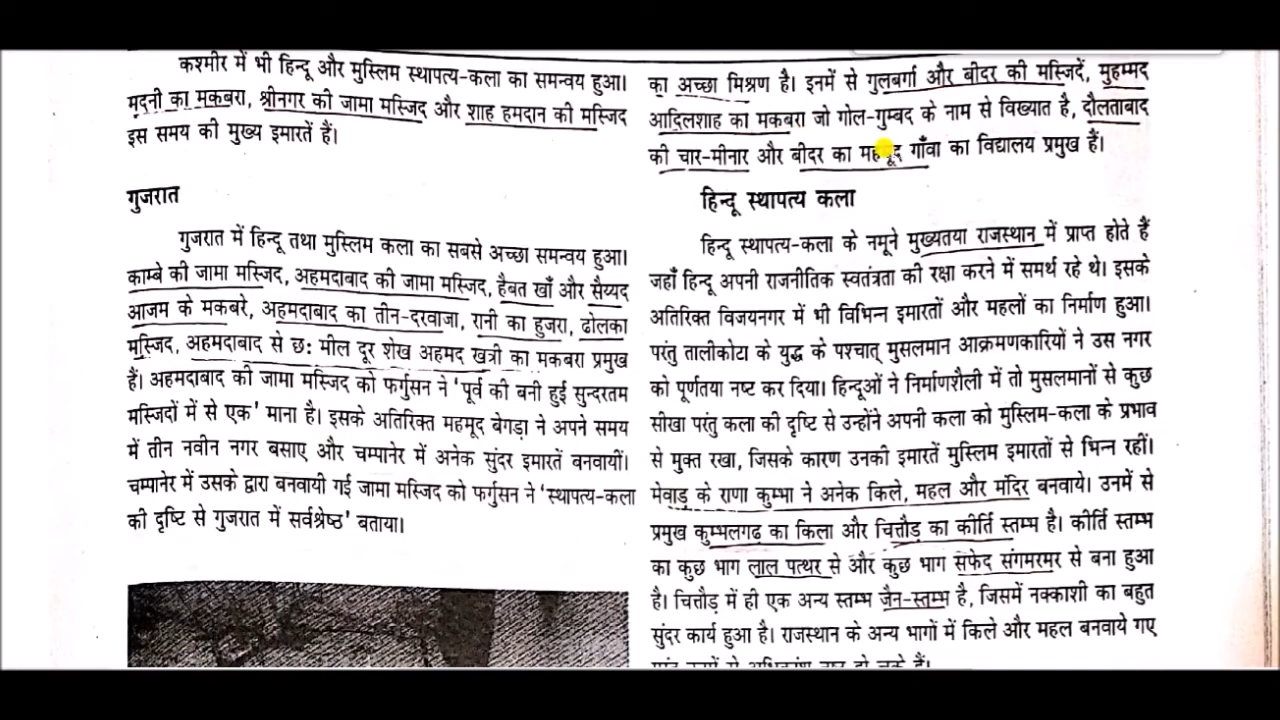 कश्मीर में भी हिन्दू और मुस्लिम स्थापत्य-कला का समन्वय हुआ।
मदनी का मकबरा, श्रीनगर की जामा मस्जिद और शाह हमदान की मस्जिद
इस समय की मुख्य इमारतें हैं।
गुजरात
गुजरात में हिन्दू तथा मुस्लिम कला का सबसे अच्छा समन्वय हुआ।
काम्बे की जामा मस्जिद, अहमदाबाद की जामा मस्जिद, हैबत खाँ और सैय्यद
आजम के मकबरे, अहमदाबाद का तीन-दरवाजा, रानी का हुजरा, ढोलका
मस्जिद, अहमदाबाद से छः मील दूर शेख अहमद खत्री का मकबरा प्रमुख
हैं। अहमदाबाद की जामा मस्जिद को फर्गुसन ने 'पूर्व की बनी हुई सुन्दरतम
मस्जिदों में से एक' माना है। इसके अतिरिक्त महमूद बेगड़ा ने अपने समय
में तीन नवीन नगर बसाए और चम्पानेर में अनेक सुंदर इमारतें बनवायीं।
चम्पानेर में उसके द्वारा बनवायी गई जामा मस्जिद को फर्गुसन ने 'स्थापत्य-कला
की दृष्टि से गुजरात में सर्वश्रेष्ठ' बताया।
का अच्छा मिश्रण है। इनमें से गुलबर्गा और बीदर की मस्जिदें, मुहम्मद
आदिलशाह का मकबरा जो गोल-गुम्बद के नाम से विख्यात है, दौलताबाद
की चार-मीनार और बीदर का महमूद गाँवा का विद्यालय प्रमुख हैं।
हिन्दू स्थापत्य कला
हिन्दू स्थापत्य-कला के नमूने मुख्यतया राजस्थान में प्राप्त होते हैं
जहाँ हिन्दू अपनी राजनीतिक स्वतंत्रता की रक्षा करने में समर्थ रहे थे। इसके
अतिरिक्त विजयनगर में भी विभिन्न इमारतों और महलों का निर्माण हुआ।
परंतु तालीकोटा के युद्ध के पश्चात् मुसलमान आक्रमणकारियों ने उस नगर
को पूर्णतया नष्ट कर दिया। हिन्दूओं ने निर्माणशैली में तो मुसलमानों से कुछ
सीखा परंतु कला की दृष्टि से उन्होंने अपनी कला को मुस्लिम-कला के प्रभाव
से मुक्त रखा, जिसके कारण उनकी इमारतें मुस्लिम इमारतों से भिन्न रहीं।
मेवाड़ के राणा कुम्भा ने अनेक किले, महल और मंदिर बनवाये। उनमें से
प्रमुख कुम्भलगढ़ का किला और चित्तौड़ का कीर्ति स्तम्भ है। कीर्ति स्तम्भ
का कुछ भाग लाल पत्थर से और कुछ भाग सफेद संगमरमर से बना हुआ
है। चित्तौड़ में ही एक अन्य स्तम्भ जैन-स्तम्भ है, जिसमें नक्काशी का बहुत
सुंदर कार्य हुआ है। राजस्थान के अन्य भागों में किले और महल बनवाये गए